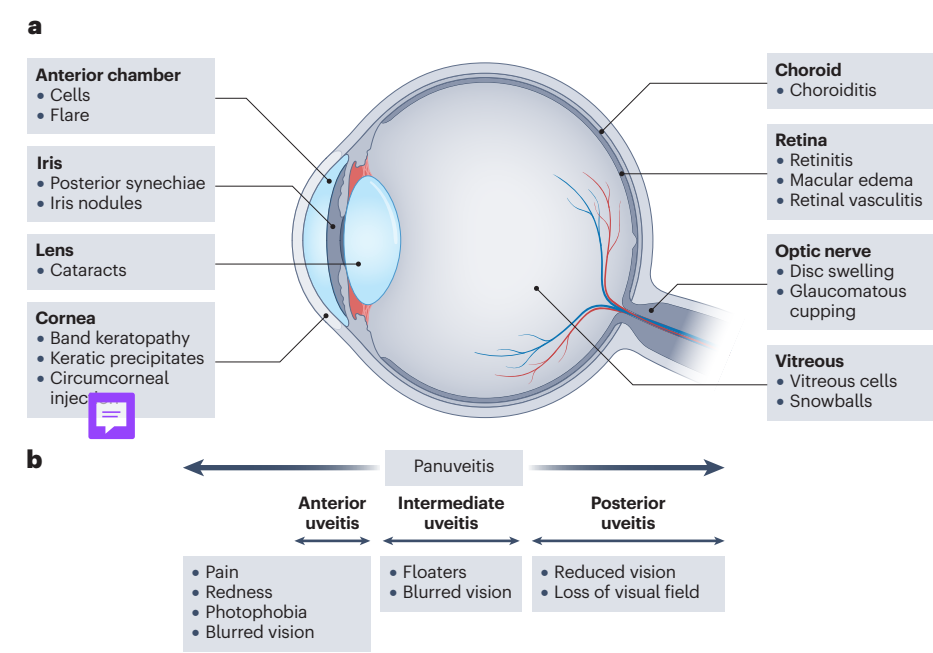 a
Anterior chamber
• Cells
• Flare
Iris
• Posterior synechiae
• Iris nodules
Lens
• Cataracts
Cornea
• Band keratopathy
• Keratic precipitates
• Circumcorneal
Choroid
• Choroiditis
Retina
• Retinitis
• Macular edema
• Retinal vasculitis
Optic nerve
• Disc swelling
• Glaucomatous
cupping
Vitreous
• Vitreous cells
• Snowballs
b
Panuveitis
Anterior
uveitis
Intermediate
uveitis
Posterior
uveitis
• Pain
• Redness
• Photophobia
• Blurred vision
• Floaters
• Blurred vision
• Reduced vision
• Loss of visual field